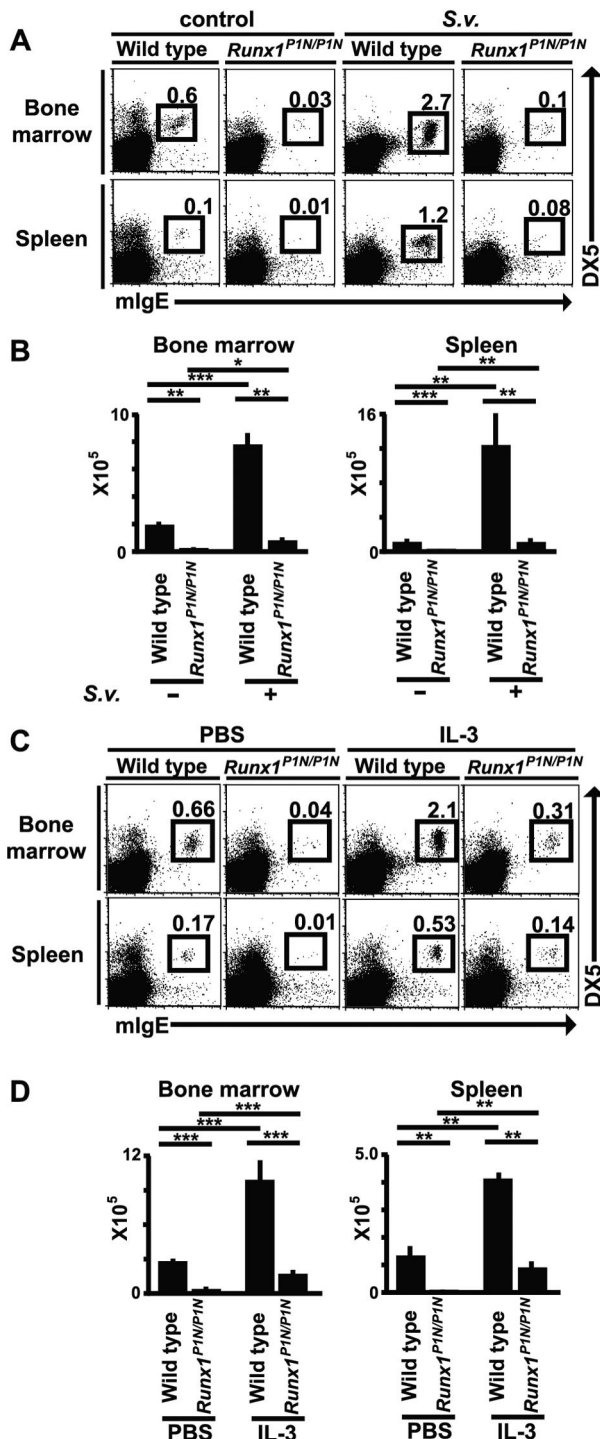 A
control S.v.
Wild type Runx1P1N/P1N Wild type Runx1P1N/P1N
Bone marrow
0.6 0.03 2.7 0.1
Spleen
0.1 0.01 1.2 0.08
DX5
mIgE
B
Bone marrow Spleen
* **
*** **
** ** *** **
X105 X105
10 16
0 0
Wild type Runx1P1N/P1N Wild type Runx1P1N/P1N Wild type Runx1P1N/P1N Wild type Runx1P1N/P1N
S.v. – + – +
C
PBS IL-3
Wild type Runx1P1N/P1N Wild type Runx1P1N/P1N
Bone marrow
0.66 0.04 2.1 0.31
Spleen
0.17 0.01 0.53 0.14
DX5
mIgE
D
Bone marrow Spleen
*** **
*** **
*** *** ** **
X105 X105
12 5.0
0 0
Wild type Runx1P1N/P1N Wild type Runx1P1N/P1N Wild type Runx1P1N/P1N Wild type Runx1P1N/P1N
PBS IL-3 PBS IL-3